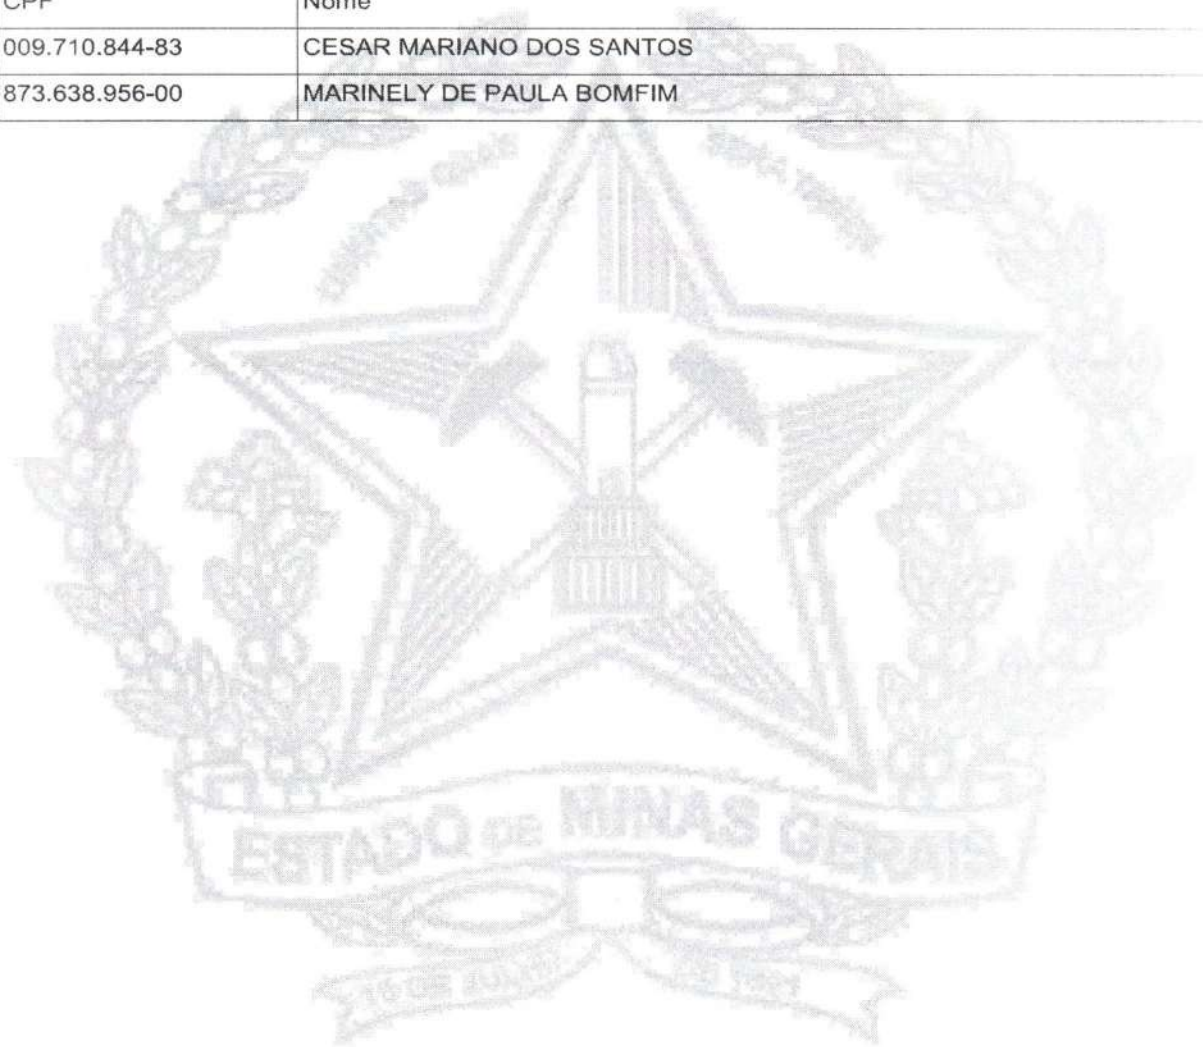 CPF Nome
009.710.844-83 CESAR MARIANO DOS SANTOS
873.638.956-00 MARINELY DE PAULA BOMFIM
ESTADO DE MINAS GERAIS